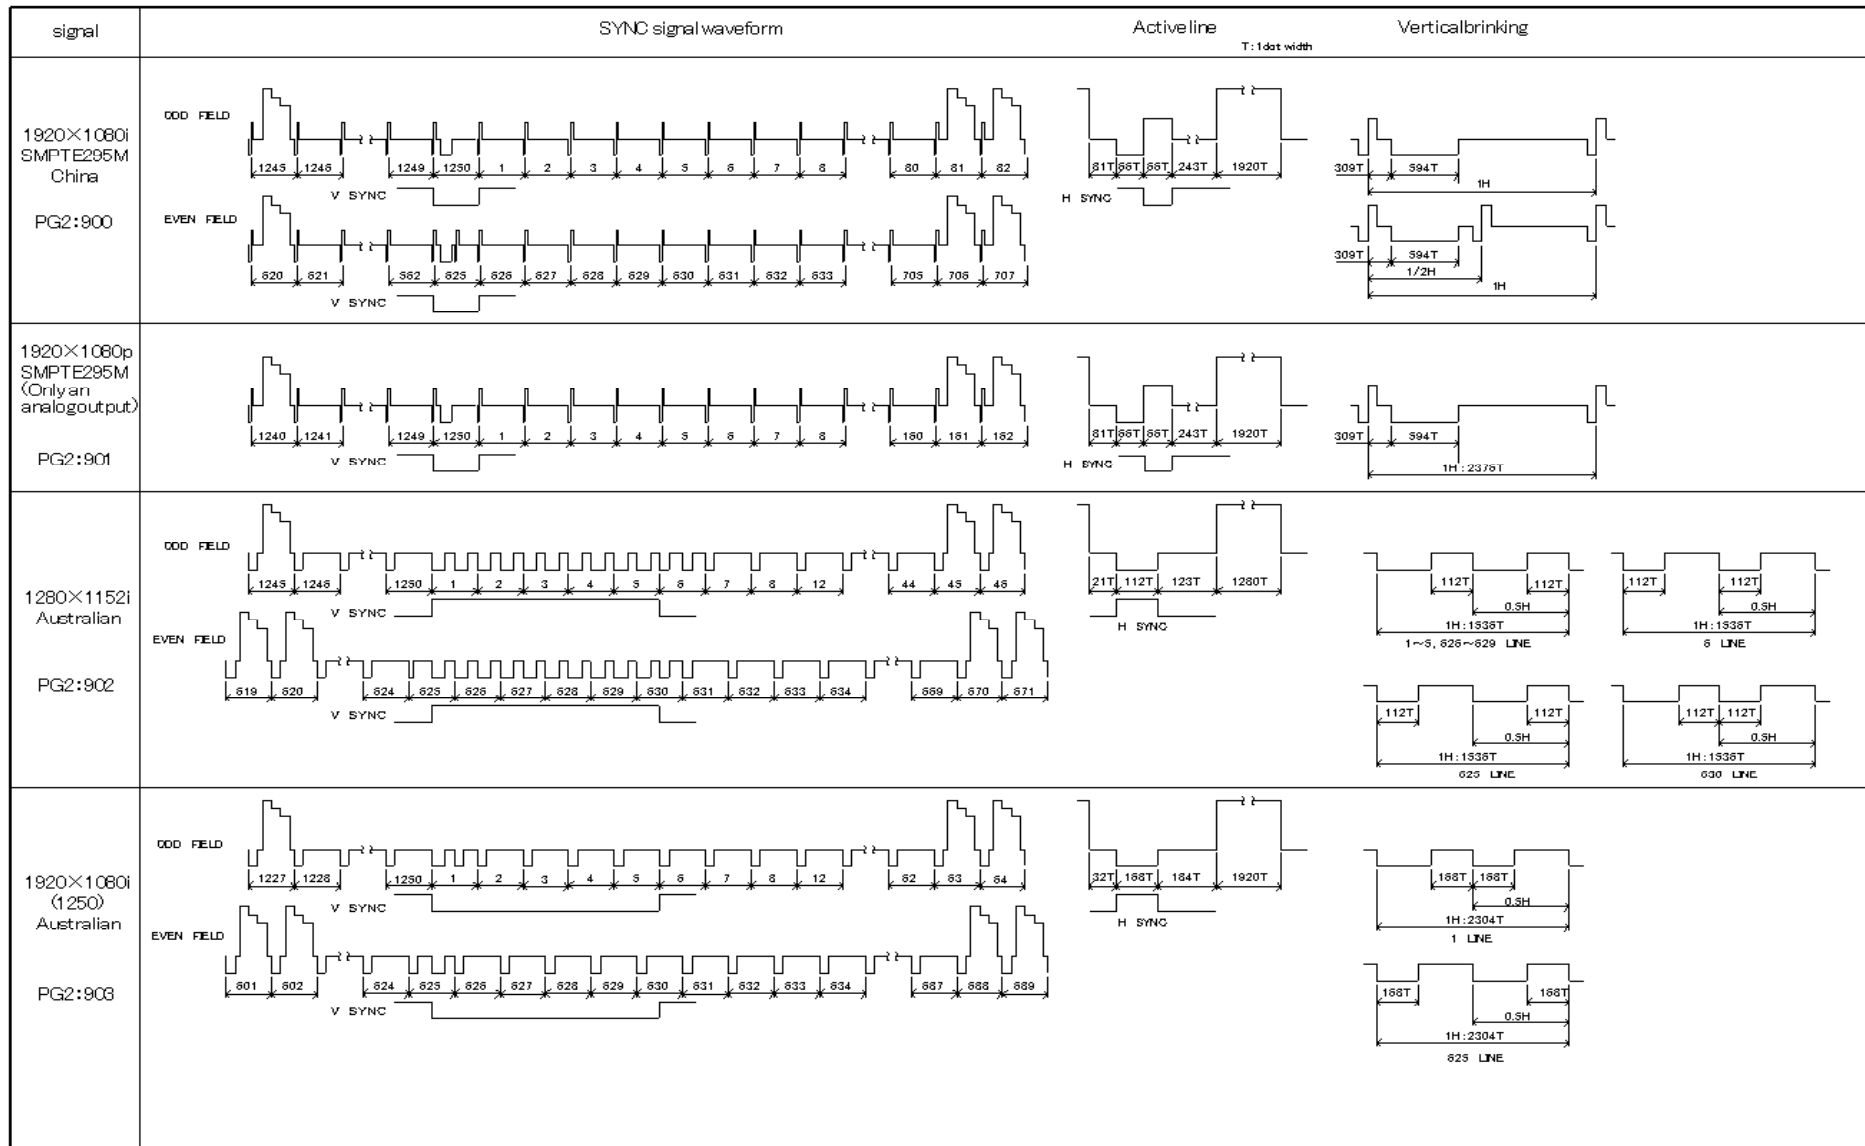 signal SYNC signal waveform Activeline Verticalbrinking
T:1dot width
1920×1080i
SMPTE295M
China
PG2:900
ODD FIELD
1245 1246 1249 1250 1 2 3 4 5 6 7 8 80 81 82
V SYNC
EVEN FIELD
620 621 562 625 626 627 628 629 630 631 632 633 705 706 707
V SYNC
81T 66T 66T 243T 1920T
H SYNC
309T 594T
1H
309T 594T
1/2H
1H
1920×1080p
SMPTE295M
(Onlyan
analogoutput)
PG2:901
1240 1241 1249 1250 1 2 3 4 5 6 7 8 160 161 162
V SYNC
81T 66T 66T 243T 1920T
H SYNC
309T 594T
1H:2376T
1280×1152i
Australian
PG2:902
ODD FIELD
1245 1246 1250 1 2 3 4 5 6 7 8 12 44 45 46
V SYNC
EVEN FIELD
619 620 624 625 626 627 628 629 630 631 632 633 634 669 670 671
V SYNC
21T 112T 123T 1280T
H SYNC
112T 112T
0.5H
1H:1536T
1~5, 626~629 LINE
112T 112T
0.5H
1H:1536T
6 LINE
112T 112T
0.5H
1H:1536T
625 LINE
112T 112T
0.5H
1H:1536T
630 LINE
1920×1080i
(1250)
Australian
PG2:903
ODD FIELD
1227 1228 1250 1 2 3 4 5 6 7 8 12 62 63 64
V SYNC
EVEN FIELD
601 602 624 625 626 627 628 629 630 631 632 633 634 687 688 689
V SYNC
32T 168T 184T 1920T
H SYNC
168T 168T
0.5H
1H:2304T
1 LINE
168T 168T
0.5H
1H:2304T
625 LINE